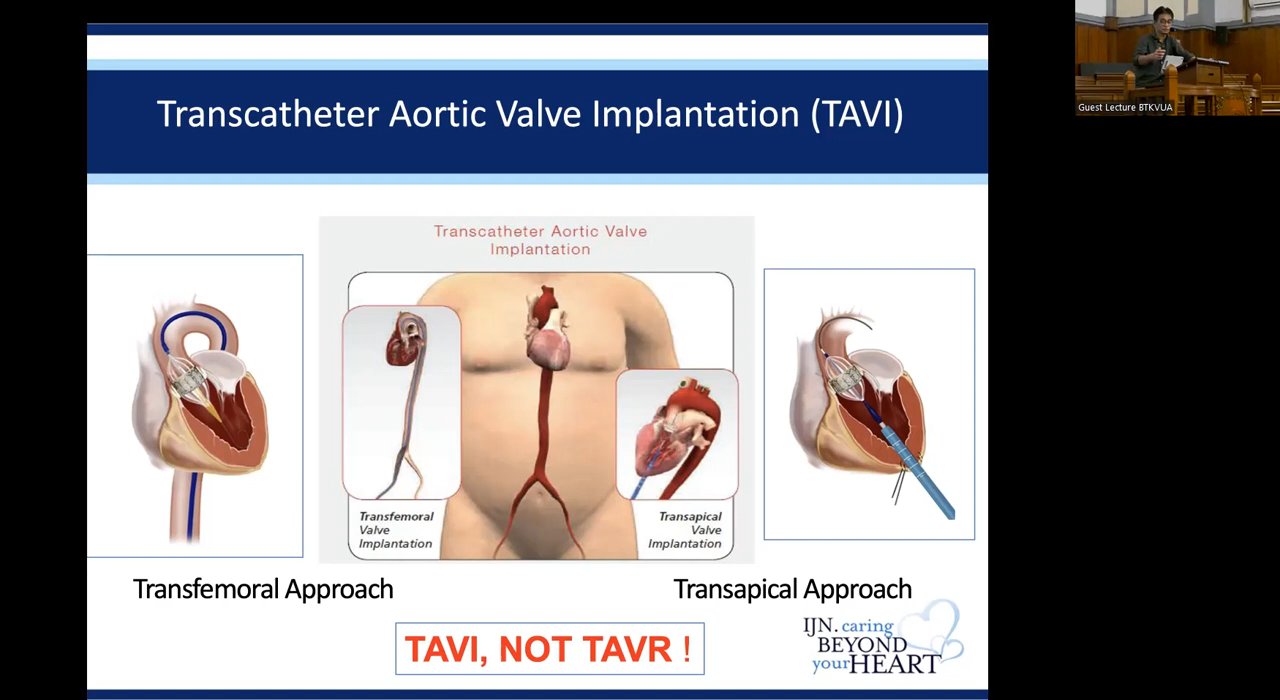 Transcatheter Aortic Valve Implantation (TAVI)
Guest Lecture BTKVUA
Transcatheter Aortic Valve
Implantation
Transfemoral
Valve
Implantation
Transapical
Valve
Implantation
Transfemoral Approach
Transapical Approach
TAVI, NOT TAVR !
IJN. caring
BEYOND
your HEART